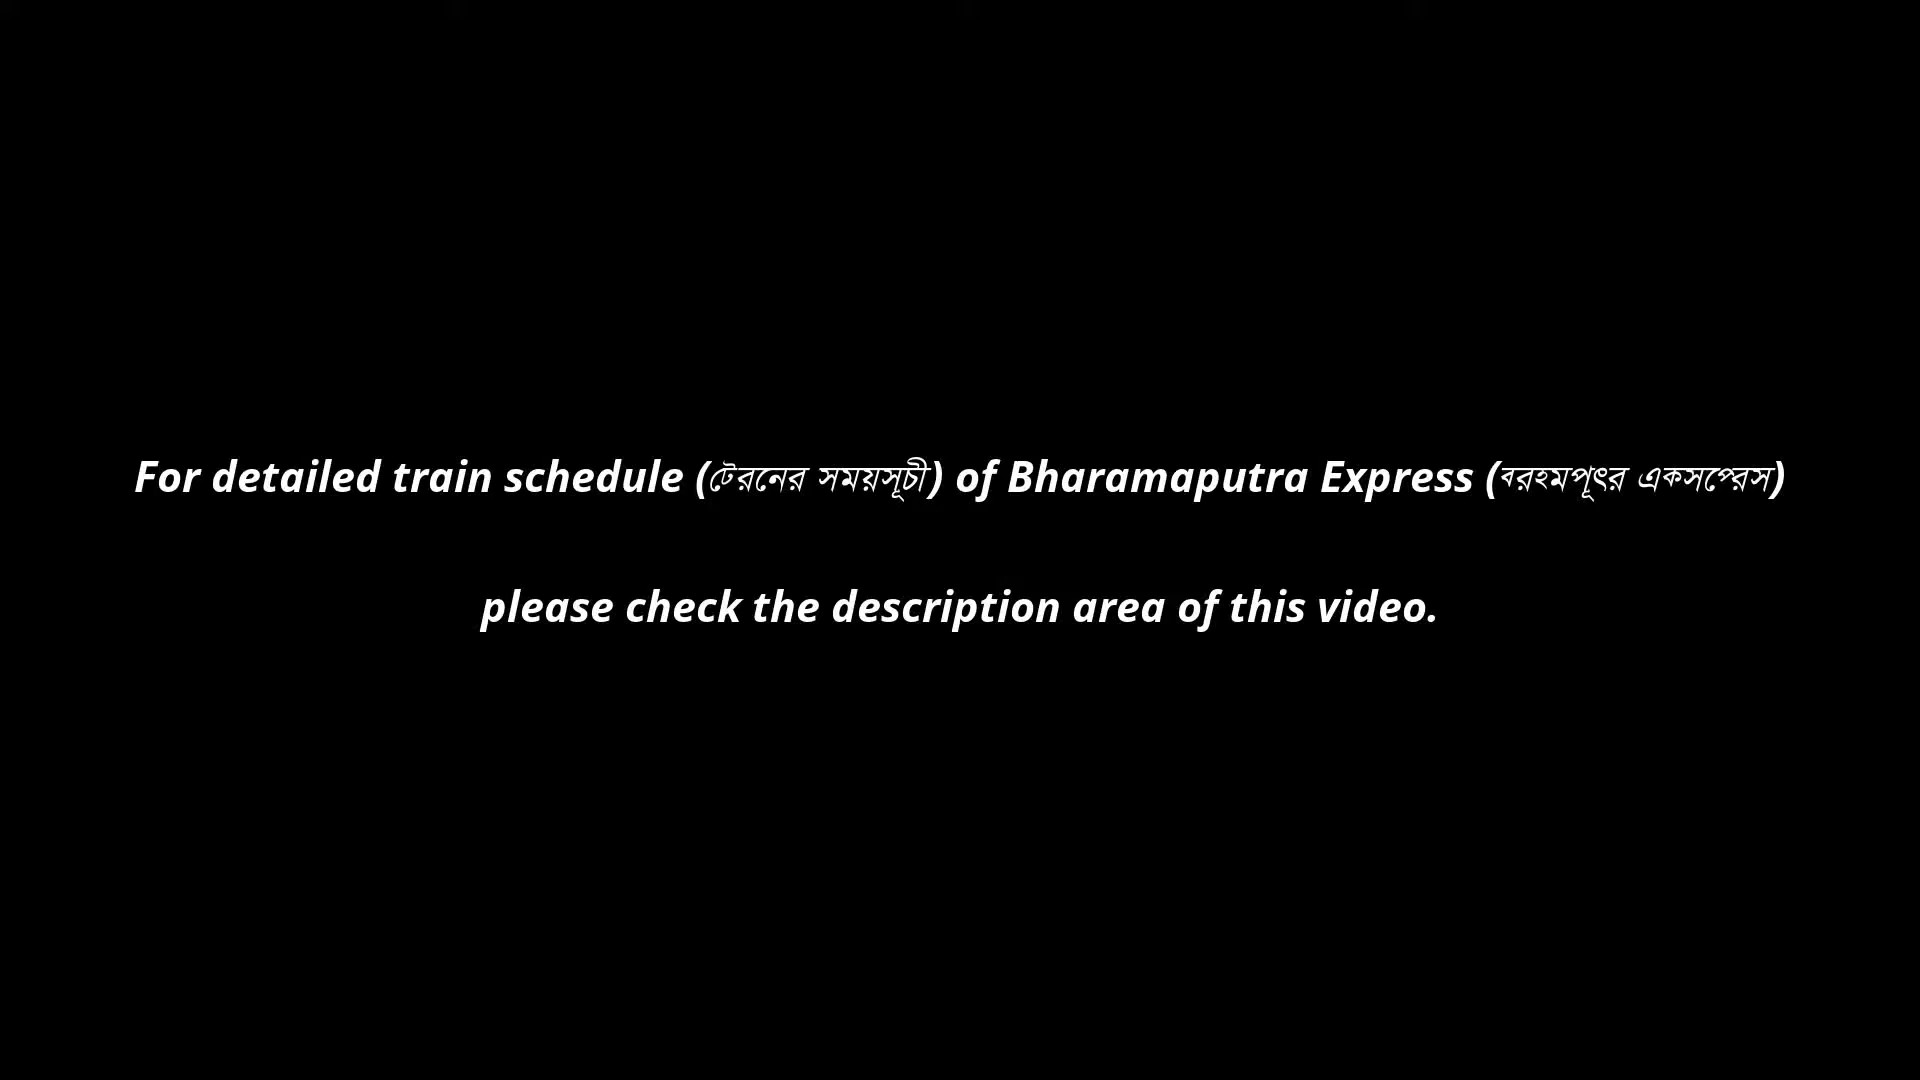 For detailed train schedule (টেরনের সময়সূচী) of Bharamaputra Express (বরহমপূৎর একসপ্রেস)
please check the description area of this video.